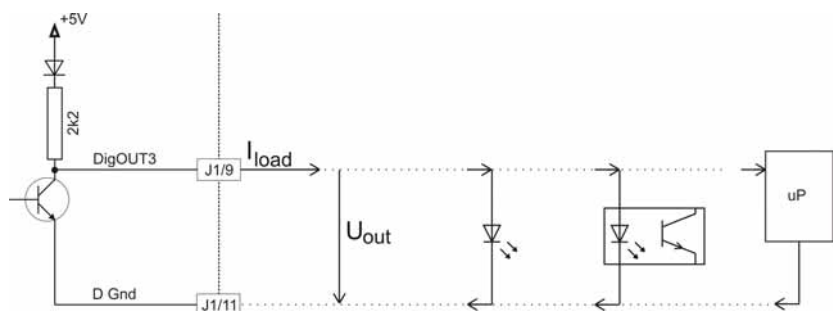 +5V
2k2
DigOUT3
J1/9
Iload
Uout
uP
D Gnd
J1/11